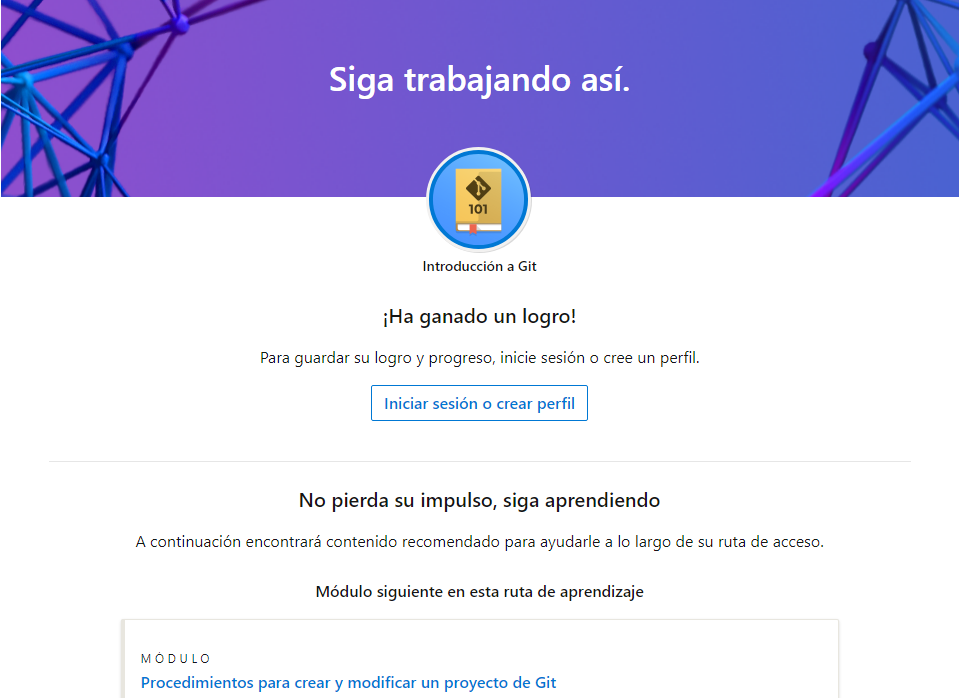 Siga trabajando así.
101
Introducción a Git
¡Ha ganado un logro!
Para guardar su logro y progreso, inicie sesión o cree un perfil.
Iniciar sesión o crear perfil
No pierda su impulso, siga aprendiendo
A continuación encontrará contenido recomendado para ayudarle a lo largo de su ruta de acceso.
Módulo siguiente en esta ruta de aprendizaje
MÓDULO
Procedimientos para crear y modificar un proyecto de Git